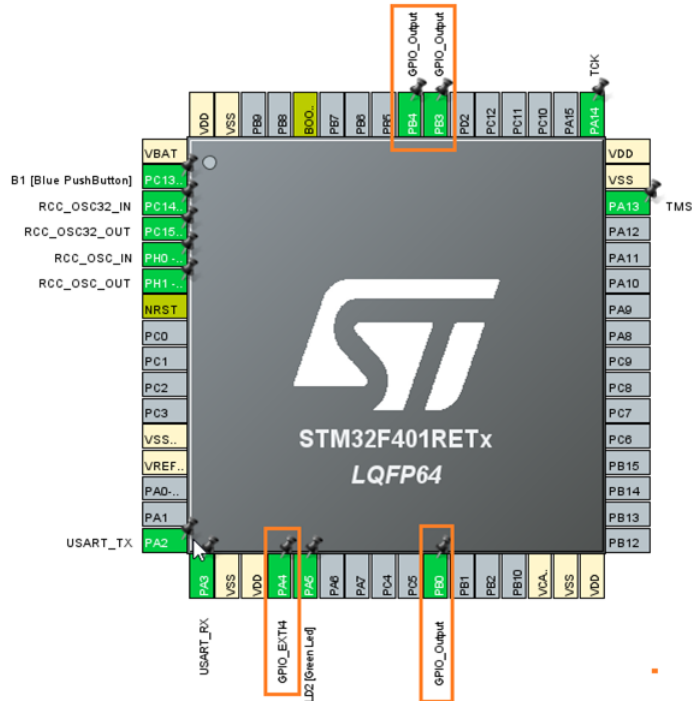 GPIO_Output
GPIO_Output
TCK
VDD
VSS
PB9
PB8
BOO..
PB7
PB6
PB5
PB4
PB3
PD2
PC12
PC11
PC10
PA15
PA14
VBAT
B1 [Blue PushButton] PC13..
RCC_OSC32_IN PC14..
RCC_OSC32_OUT PC15..
RCC_OSC_IN PH0 -..
RCC_OSC_OUT PH1 -..
NRST
PC0
PC1
PC2
PC3
VSS..
VREF..
PA0-..
PA1
USART_TX PA2
VDD
VSS
PA13 TMS
PA12
PA11
PA10
PA9
PA8
PC9
PC8
PC7
PC6
PB15
PB14
PB13
PB12
ST
STM32F401RETx
LQFP64
PA3
VSS
VDD
PA4
PA5
PA6
PA7
PC4
PC5
PB0
PB1
PB2
PB10
VCA..
VSS
VDD
USART_RX
GPIO_EXTI4
LD2 [Green Led]
GPIO_Output